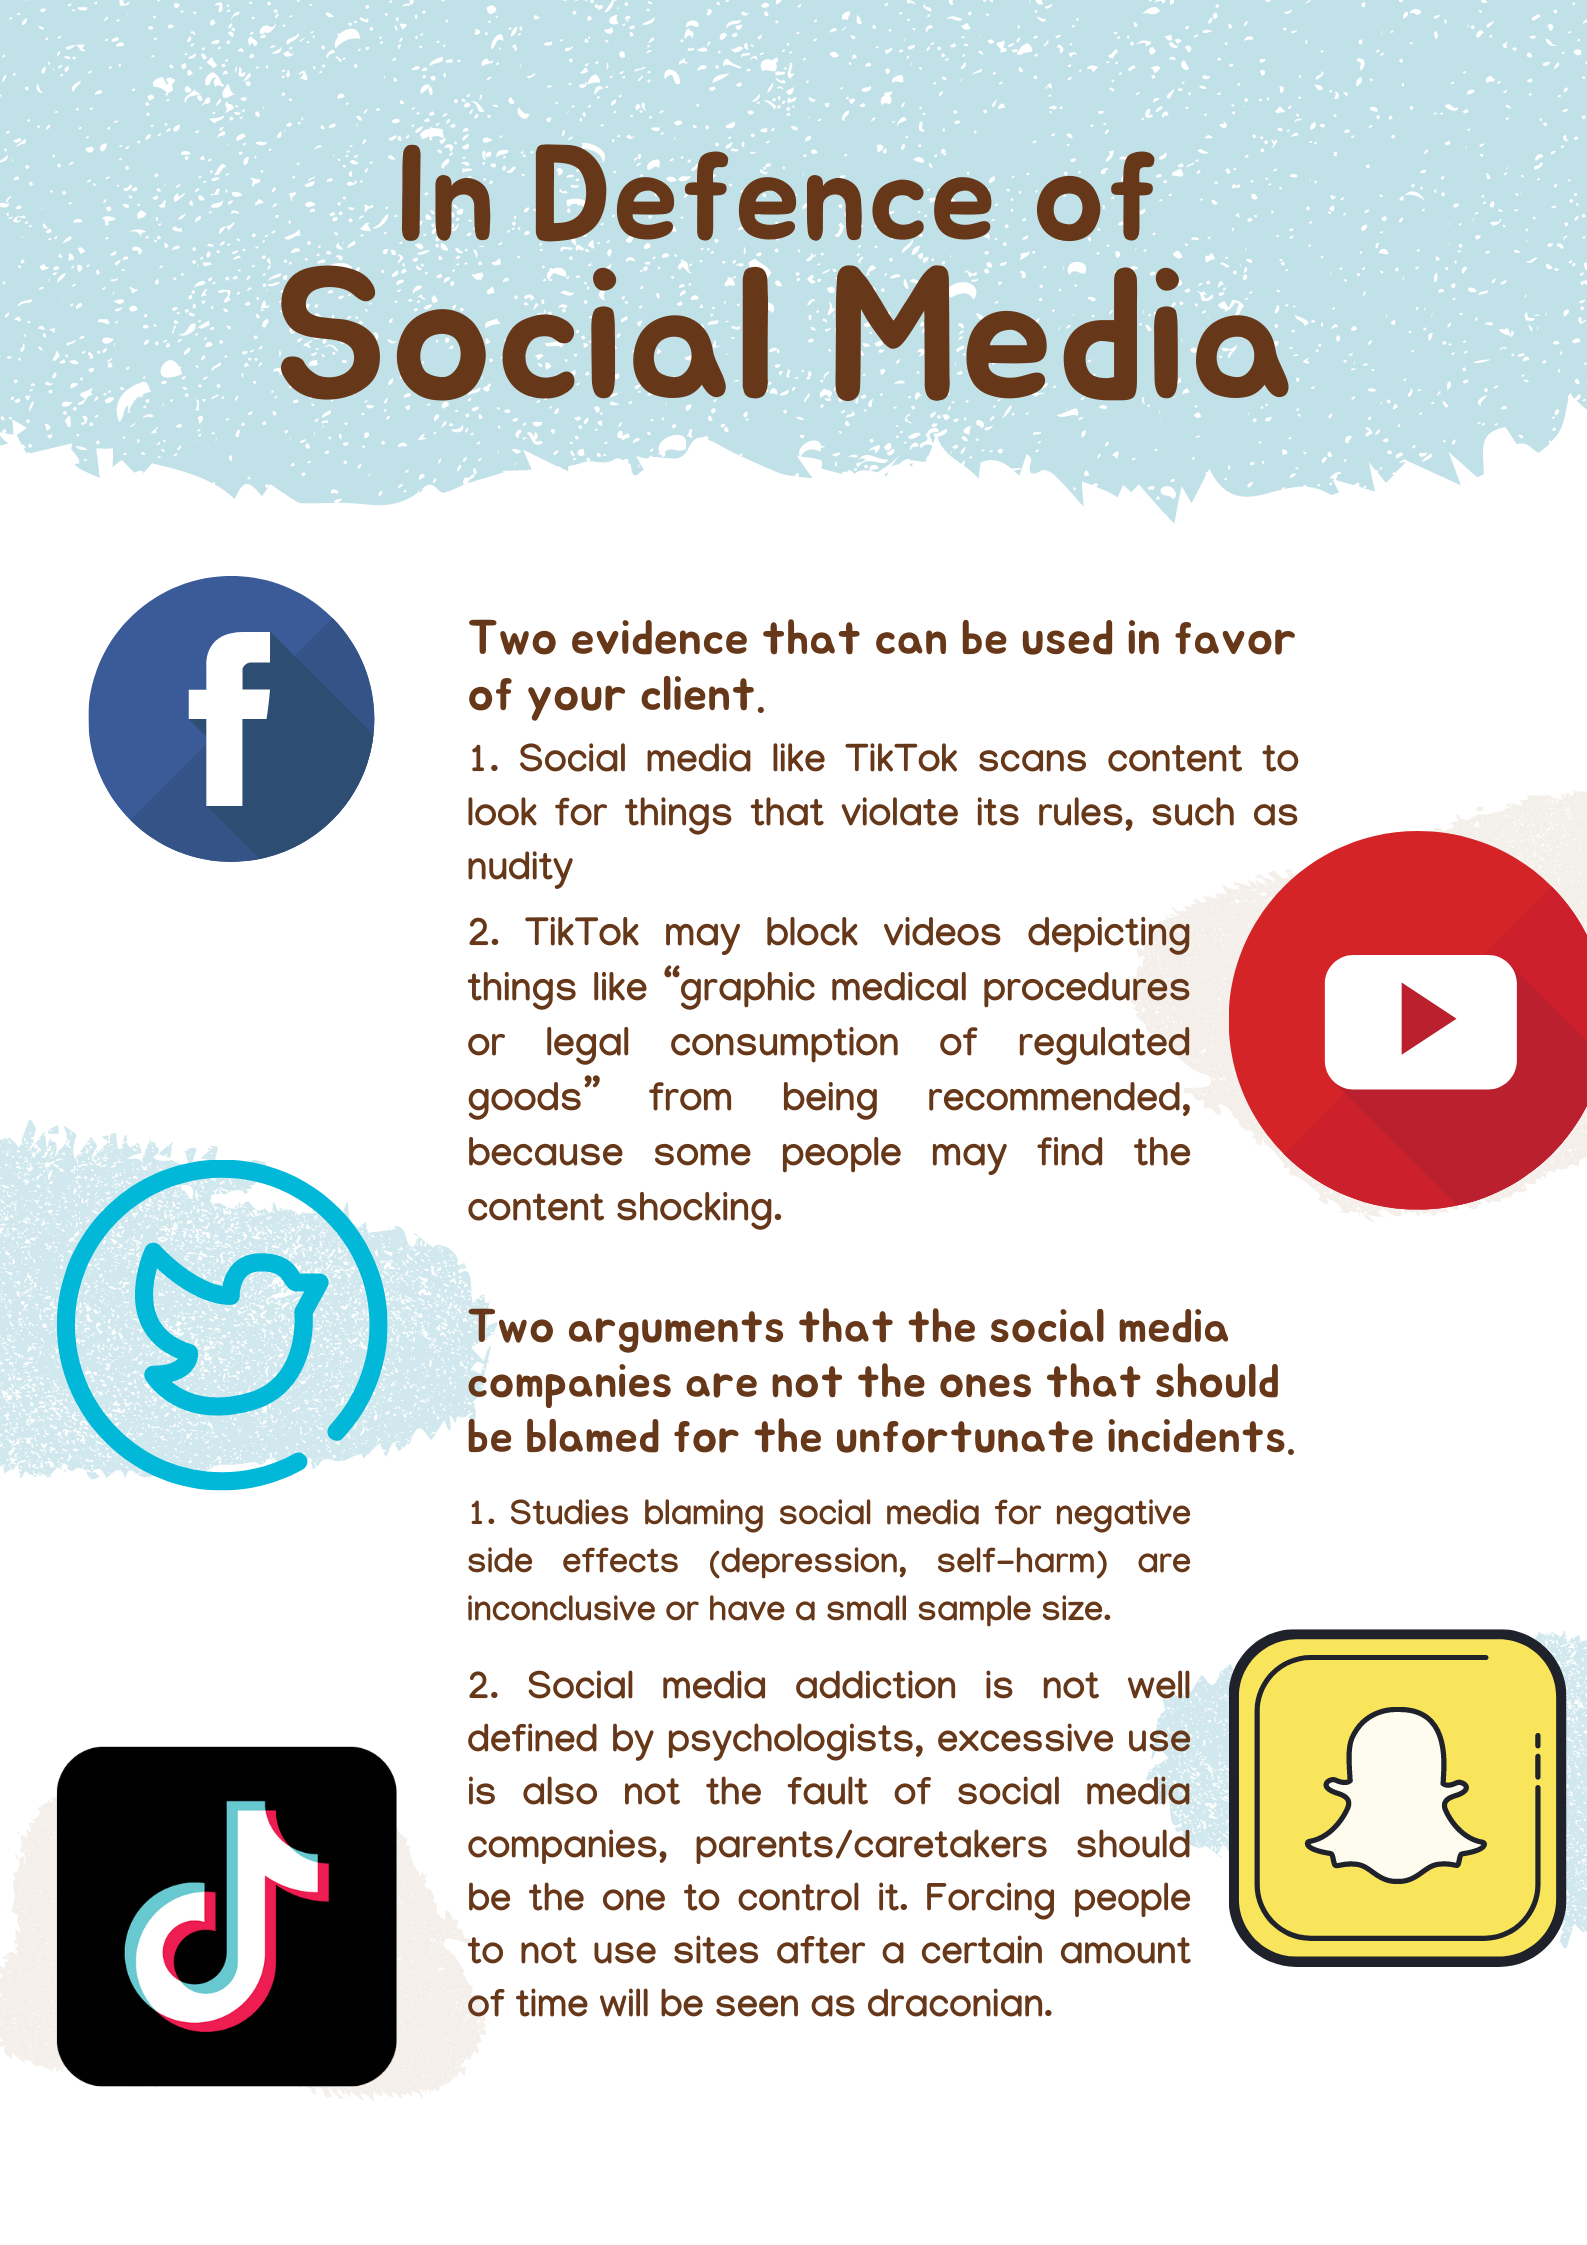 In Defence of
Social Media
Two evidence that can be used in favor
of your client.
1. Social media like TikTok scans content to
look for things that violate its rules, such as
nudity
2. TikTok may block videos depicting
things like “graphic medical procedures
or legal consumption of regulated
goods” from being recommended,
because some people may find the
content shocking.
Two arguments that the social media
companies are not the ones that should
be blamed for the unfortunate incidents.
1. Studies blaming social media for negative
side effects (depression, self-harm) are
inconclusive or have a small sample size.
2. Social media addiction is not well
defined by psychologists, excessive use
is also not the fault of social media
companies, parents/caretakers should
be the one to control it. Forcing people
to not use sites after a certain amount
of time will be seen as draconian.